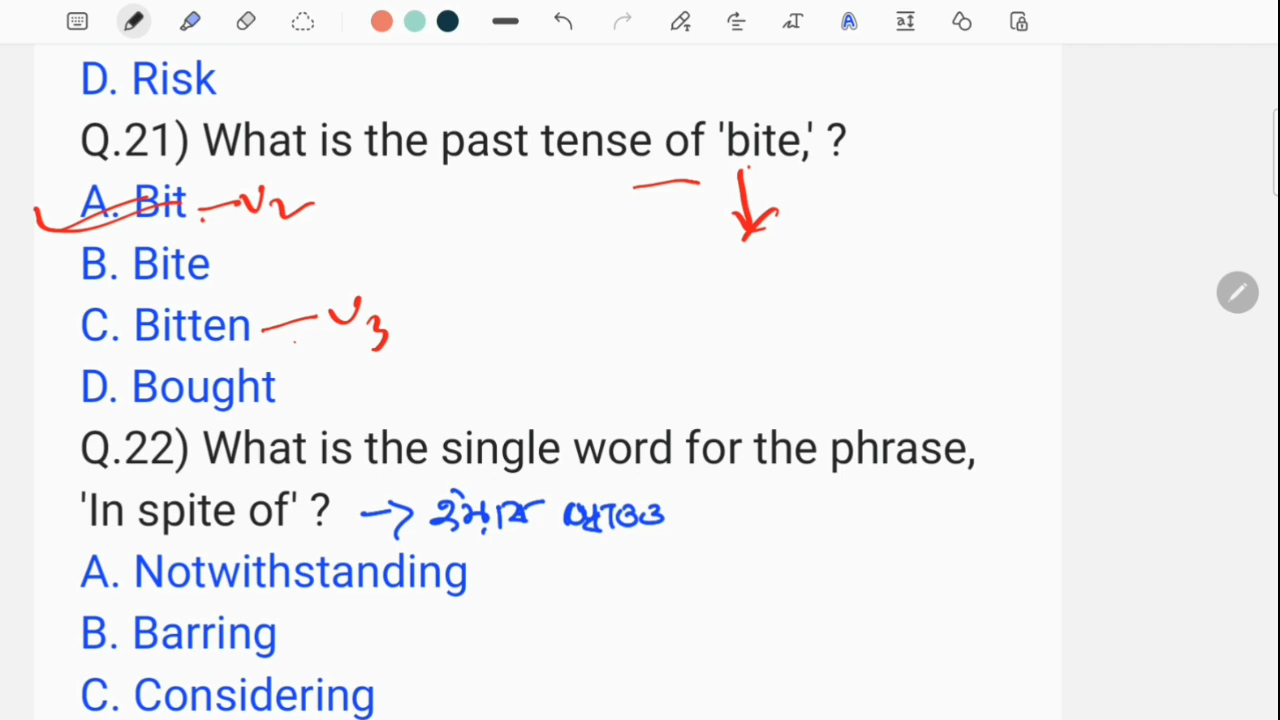 D. Risk
Q.21) What is the past tense of 'bite,' ?
A. Bit — V2
B. Bite
C. Bitten — V3
D. Bought
Q.22) What is the single word for the phrase,
'In spite of' ? →
A. Notwithstanding
B. Barring
C. Considering